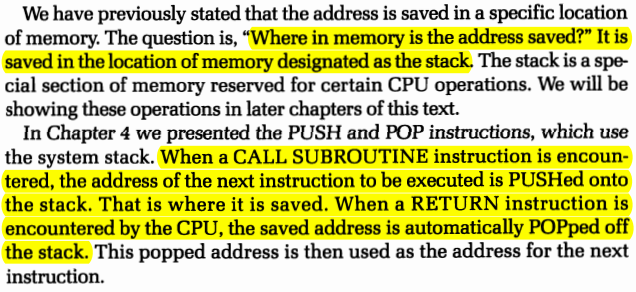 We have previously stated that the address is saved in a specific location
of memory. The question is, “Where in memory is the address saved?” It is
saved in the location of memory designated as the stack. The stack is a spe-
cial section of memory reserved for certain CPU operations. We will be
showing these operations in later chapters of this text.
In Chapter 4 we presented the PUSH and POP instructions, which use
the system stack. When a CALL SUBROUTINE instruction is encoun-
tered, the address of the next instruction to be executed is PUSHed onto
the stack. That is where it is saved. When a RETURN instruction is
encountered by the CPU, the saved address is automatically POPped off
the stack. This popped address is then used as the address for the next
instruction.